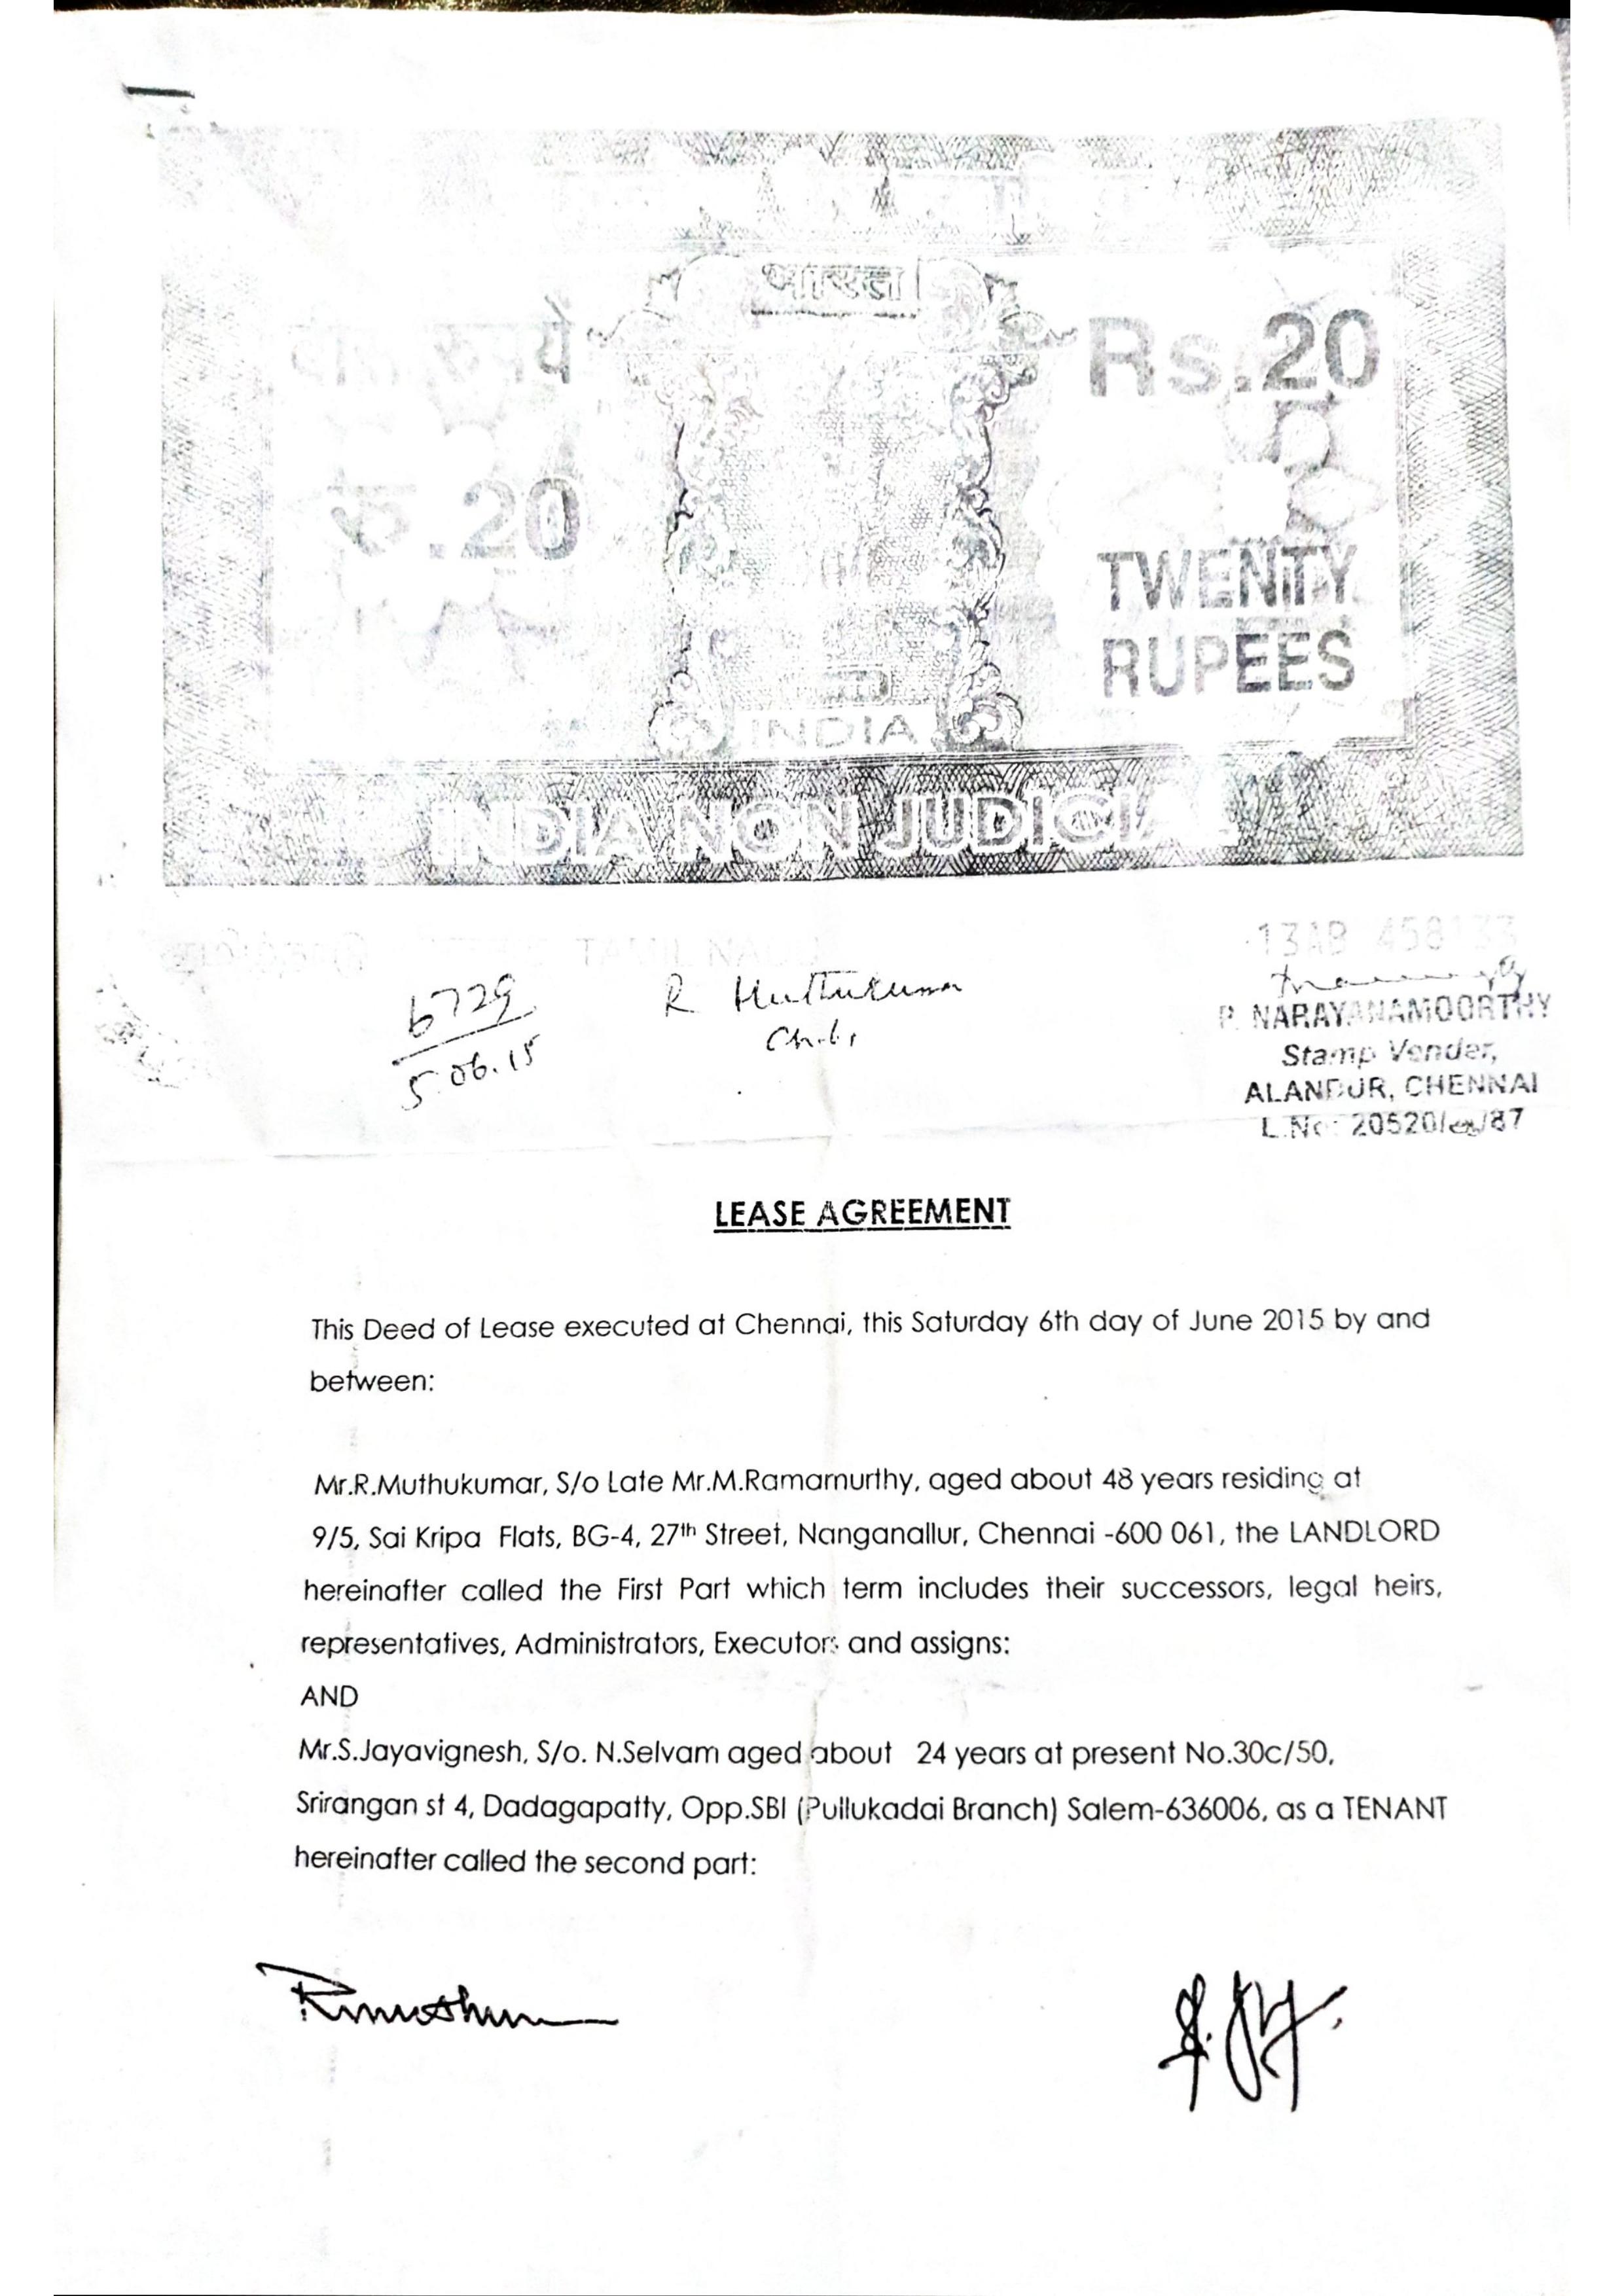 भारत
रुपये
Rs.20
रु.20
TWENTY
RUPEES
INDIA
INDIA NON JUDICIAL
TAMIL NADU
13AB 458133
6729
5.06.15
R Muthukumar
P. NARAYANAMOORTHY
Stamp Vender,
ALANDUR, CHENNAI
L.No: 20520/ /87
LEASE AGREEMENT
This Deed of Lease executed at Chennai, this Saturday 6th day of June 2015 by and
between:
Mr.R.Muthukumar, S/o Late Mr.M.Ramamurthy, aged about 48 years residing at
9/5, Sai Kripa Flats, BG-4, 27th Street, Nanganallur, Chennai -600 061, the LANDLORD
hereinafter called the First Part which term includes their successors, legal heirs,
representatives, Administrators, Executors and assigns:
AND
Mr.S.Jayavignesh, S/o. N.Selvam aged about 24 years at present No.30c/50,
Srirangan st 4, Dadagapatty, Opp.SBI (Pullukadai Branch) Salem-636006, as a TENANT
hereinafter called the second part: